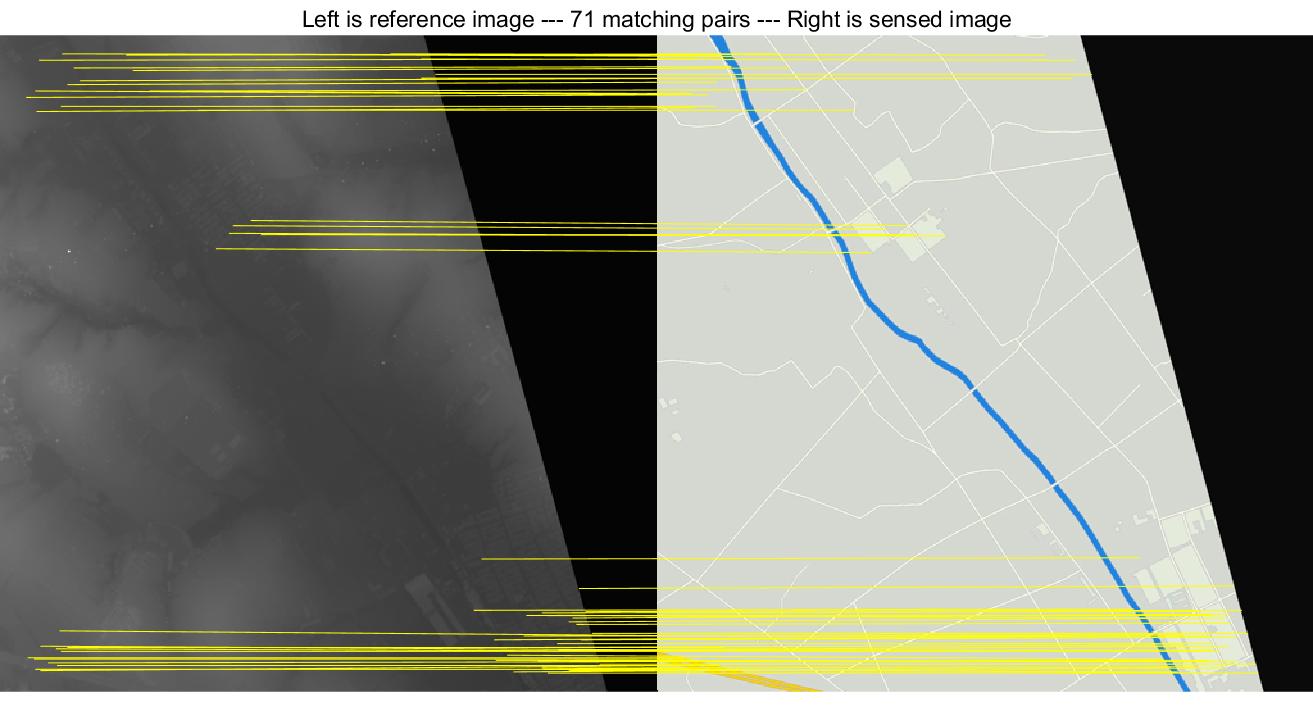 Left is reference image --- 71 matching pairs --- Right is sensed image